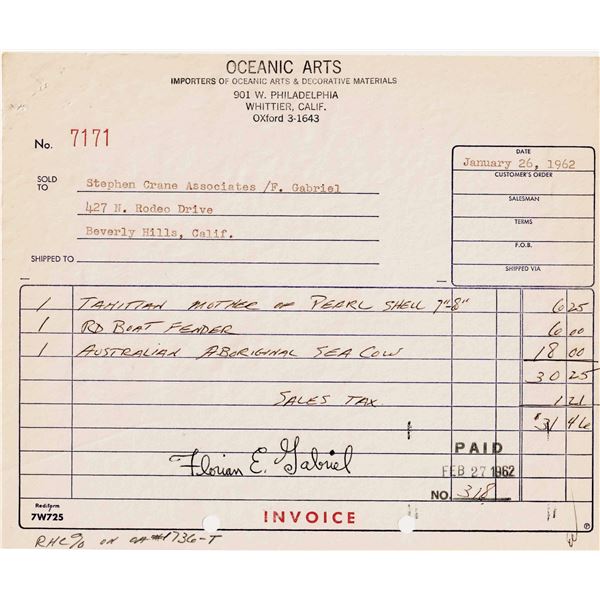 OCEANIC ARTS
IMPORTERS OF OCEANIC ARTS & DECORATIVE MATERIALS
901 W. PHILADELPHIA
WHITTIER, CALIF.
OXford 3-1643
No. 7171
DATE
January 26, 1962
CUSTOMER'S ORDER
SALESMAN
TERMS
F.O.B.
SHIPPED VIA
SOLD TO
Stephen Crane Associates /F. Gabriel
427 N. Rodeo Drive
Beverly Hills, Calif.
SHIPPED TO
1 TAHITIAN MOTHER OF PEARL SHELL 7"-8" 6 25
1 RD BOAT FENDER 6 00
1 AUSTRALIAN ABORIGINAL SEA COW 18 00
30 25
SALES TAX 1 21
$31 46
Florian E. Gabriel
PAID
FEB 27 1962
NO. 318
Rediform
7W725
INVOICE
ON #1736-T